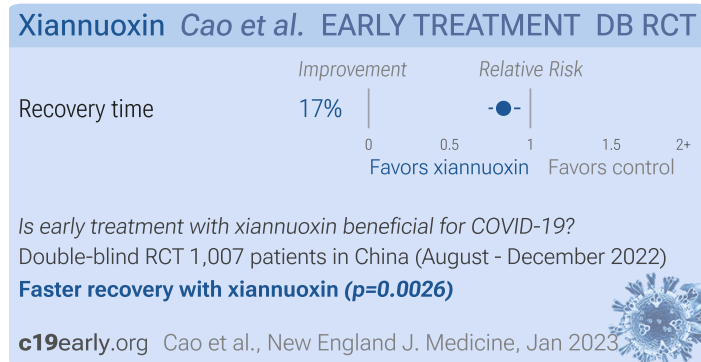 Xiannuoxin Cao et al. EARLY TREATMENT DB RCT
Improvement Relative Risk
Recovery time 17%
0 0.5 1 1.5 2+
Favors xiannuoxin Favors control
Is early treatment with xiannuoxin beneficial for COVID-19?
Double-blind RCT 1,007 patients in China (August - December 2022)
Faster recovery with xiannuoxin (p=0.0026)
c19early.org Cao et al., New England J. Medicine, Jan 2023